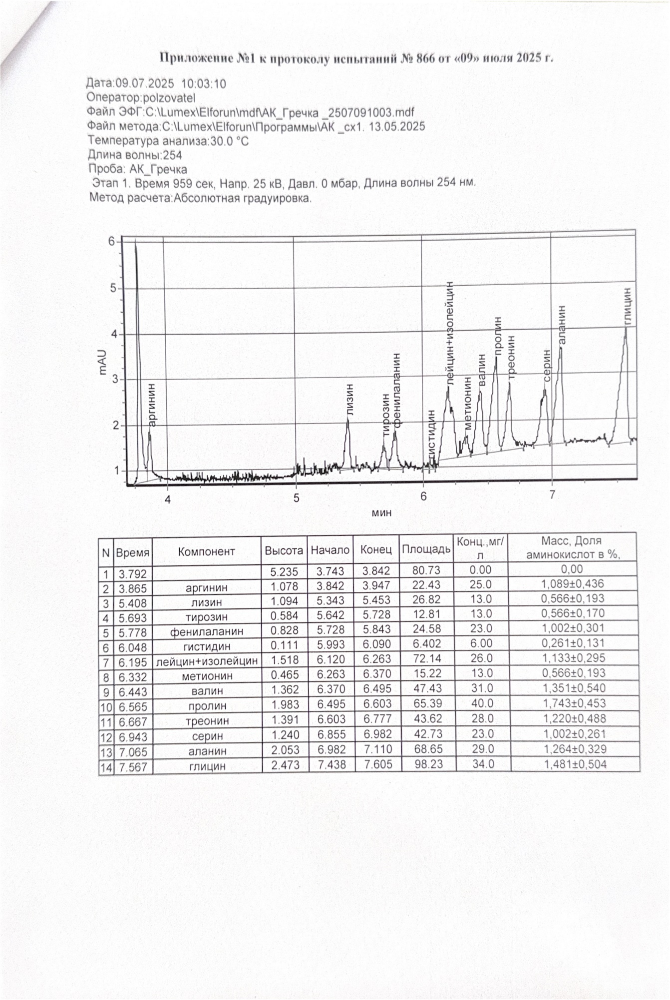 Приложение №1 к протоколу испытаний № 866 от «09» июля 2025 г.
Дата:09.07.2025  10:03:10
Оператор:polzovatel
Файл ЭФГ:C:\Lumex\Elforun\mdf\АК_Гречка _2507091003.mdf
Файл метода:C:\Lumex\Elforun\Программы\АК _сх1. 13.05.2025
Температура анализа:30.0 °C
Длина волны:254
Проба: АК_Гречка
Этап 1. Время 959 сек, Напр. 25 кВ, Давл. 0 мбар, Длина волны 254 нм.
Метод расчета:Абсолютная градуировка.
6
5
4
3
2
1
mAU
аргинин
лизин
тирозин
фенилаланин
гистидин
лейцин+изолейцин
метионин
валин
пролин
треонин
серин
аланин
глицин
4 5 6 7
мин
N Время Компонент Высота Начало Конец Площадь Конц.,мг/л Масс, Доля аминокислот в %,
1 3.792 5.235 3.743 3.842 80.73 0.00 0,00
2 3.865 аргинин 1.078 3.842 3.947 22.43 25.0 1,089±0,436
3 5.408 лизин 1.094 5.343 5.453 26.82 13.0 0,566±0,193
4 5.693 тирозин 0.584 5.642 5.728 12.81 13.0 0,566±0,170
5 5.778 фенилаланин 0.828 5.728 5.843 24.58 23.0 1,002±0,301
6 6.048 гистидин 0.111 5.993 6.090 6.402 6.00 0,261±0,131
7 6.195 лейцин+изолейцин 1.518 6.120 6.263 72.14 26.0 1,133±0,295
8 6.332 метионин 0.465 6.263 6.370 15.22 13.0 0,566±0,193
9 6.443 валин 1.362 6.370 6.495 47.43 31.0 1,351±0,540
10 6.565 пролин 1.983 6.495 6.603 65.39 40.0 1,743±0,453
11 6.667 треонин 1.391 6.603 6.777 43.62 28.0 1,220±0,488
12 6.943 серин 1.240 6.855 6.982 42.73 23.0 1,002±0,261
13 7.065 аланин 2.053 6.982 7.110 68.65 29.0 1,264±0,329
14 7.567 глицин 2.473 7.438 7.605 98.23 34.0 1,481±0,504